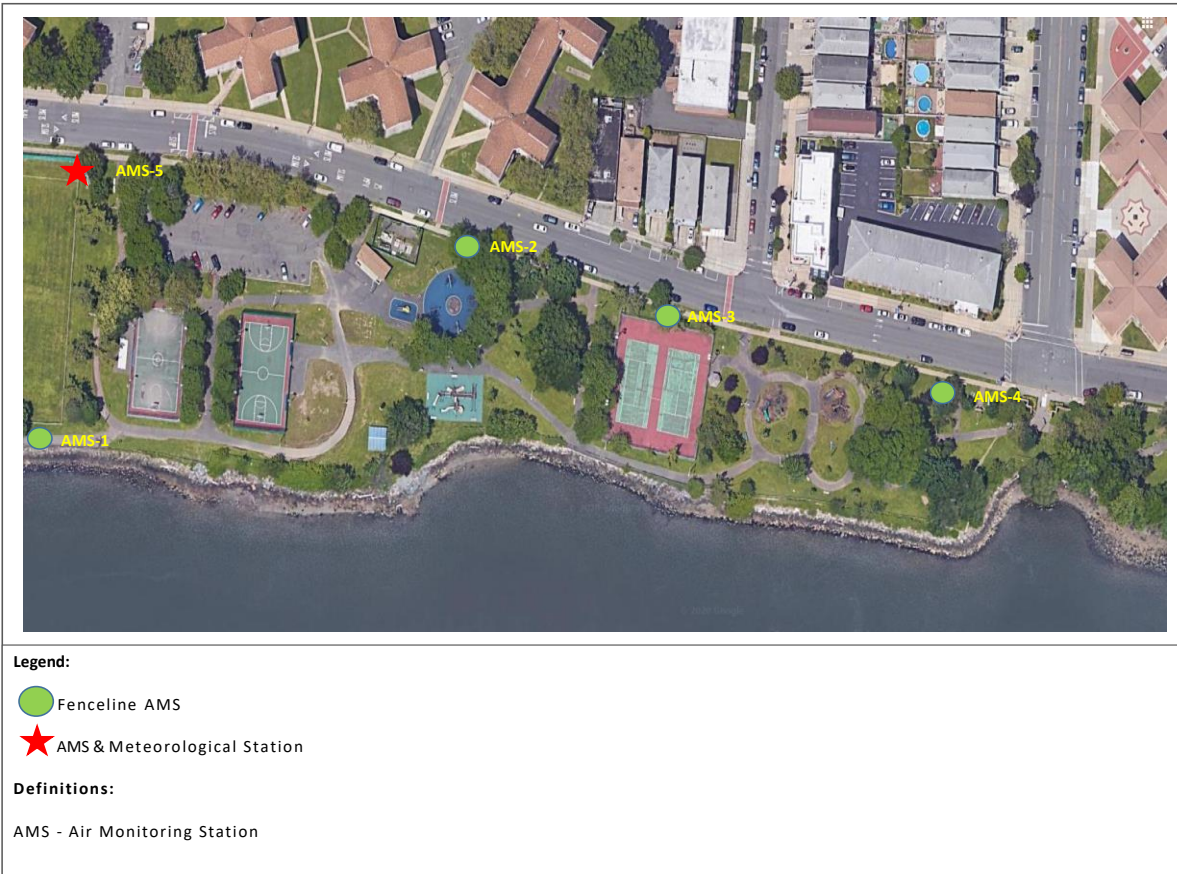 AMS-5
AMS-2
AMS-3
AMS-4
AMS-1
Legend:
Fenceline AMS
AMS & Meteorological Station
Definitions:
AMS - Air Monitoring Station